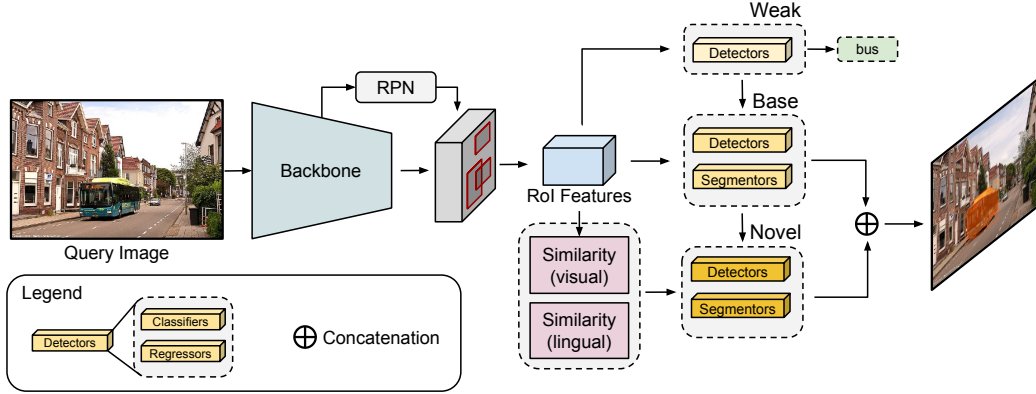 Weak
Detectors
bus
RPN
Base
Backbone
Detectors
Segmentors
RoI Features
Query Image
Novel
Similarity
(visual)
Detectors
Segmentors
Similarity
(lingual)
Legend
Detectors
Classifiers
Regressors
Concatenation